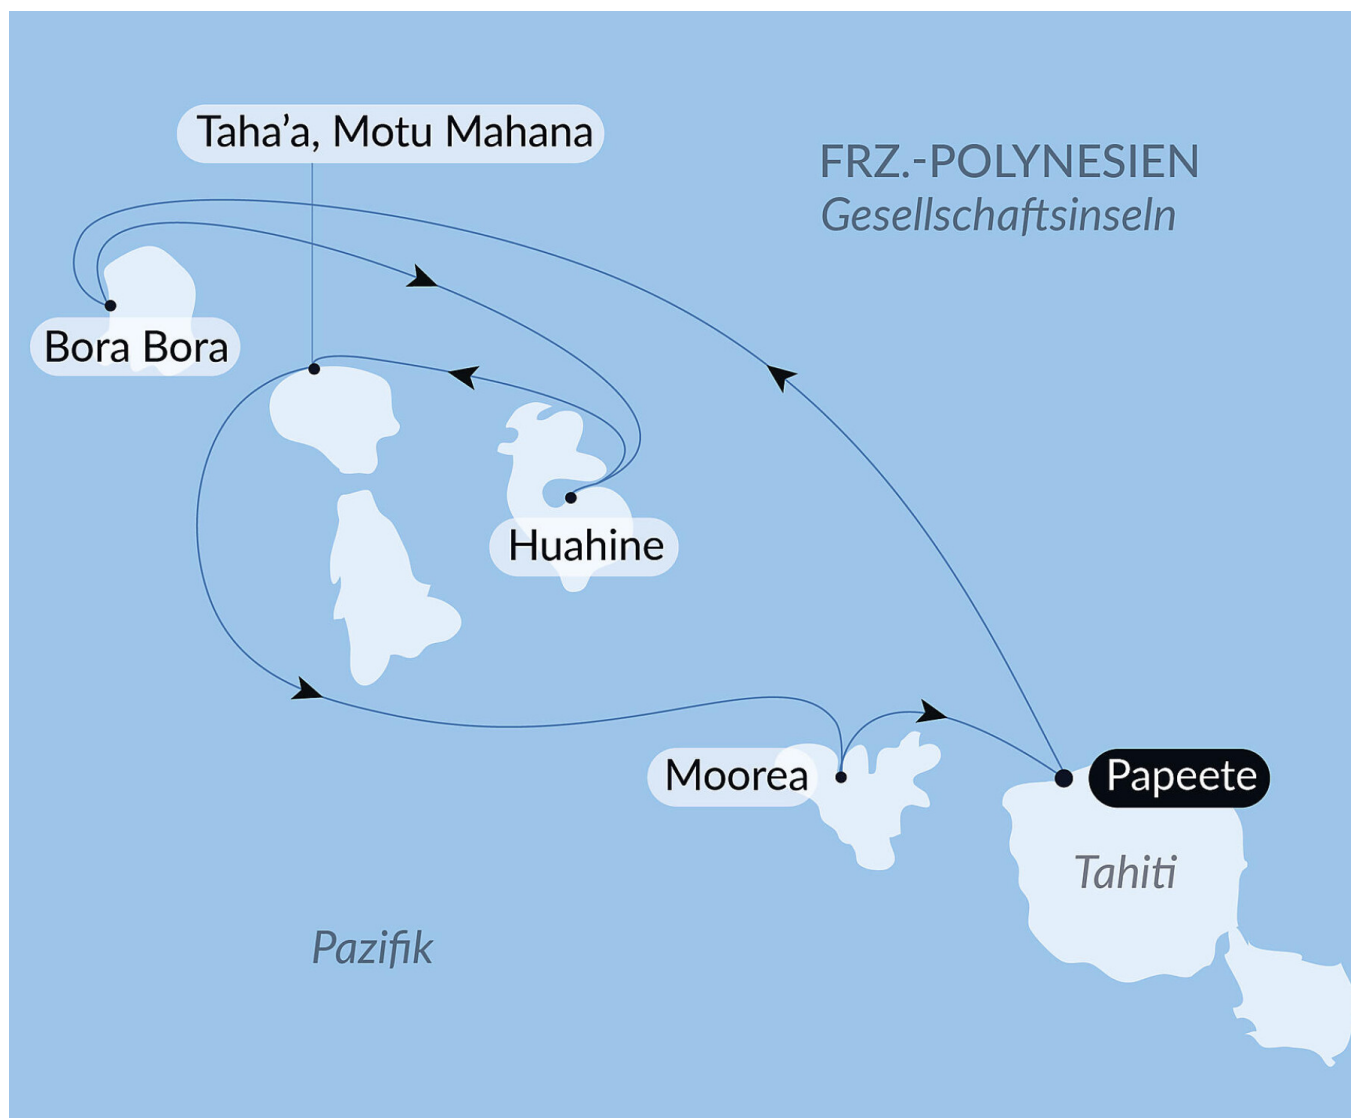 Taha’a, Motu Mahana
FRZ.-POLYNESIEN
Gesellschaftsinseln
Bora Bora
Huahine
Moorea
Papeete
Tahiti
Pazifik